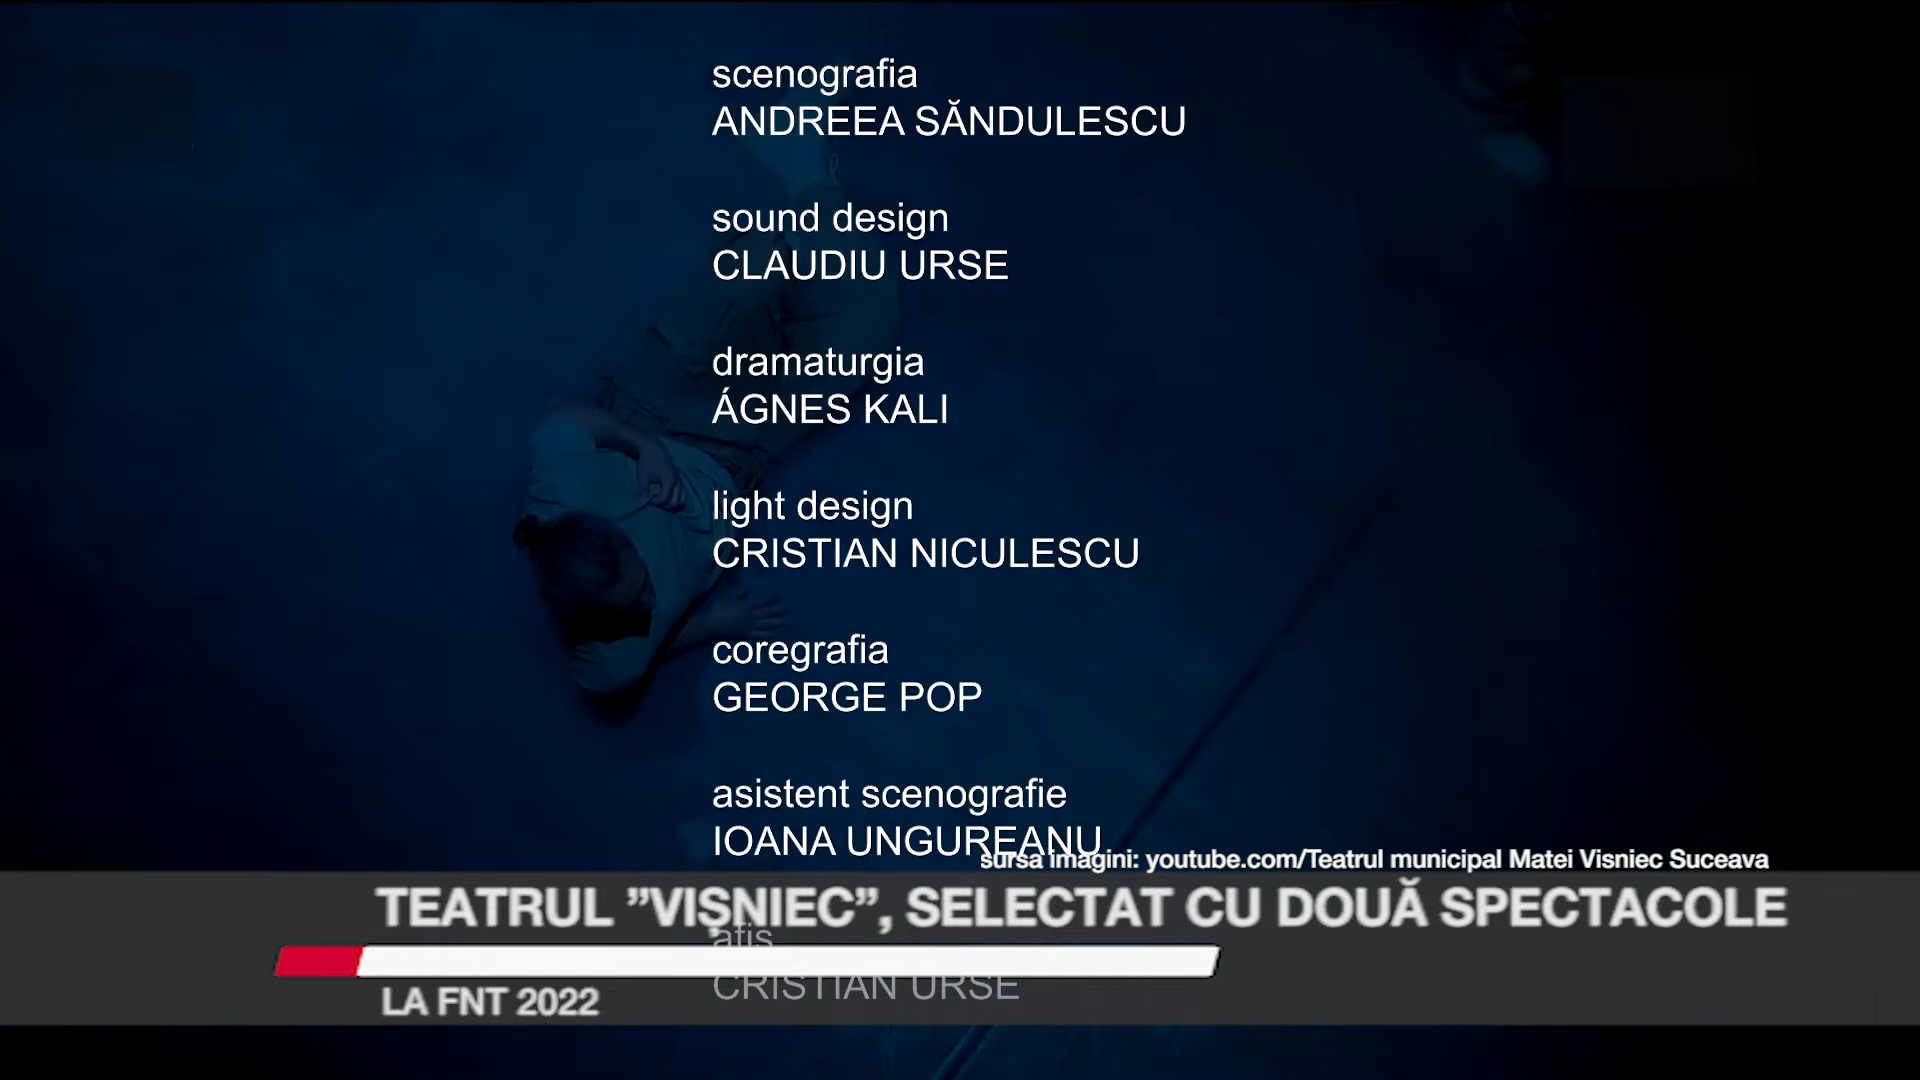 scenografia
ANDREEA SĂNDULESCU
sound design
CLAUDIU URSE
dramaturgia
ÁGNES KALI
light design
CRISTIAN NICULESCU
coregrafia
GEORGE POP
asistent scenografie
IOANA UNGUREANU
sursa imagini: youtube.com/Teatrul municipal Matei Visniec Suceava
TEATRUL ”VIȘNIEC”, SELECTAT CU DOUĂ SPECTACOLE
afiș
LA FNT 2022
CRISTIAN URSE